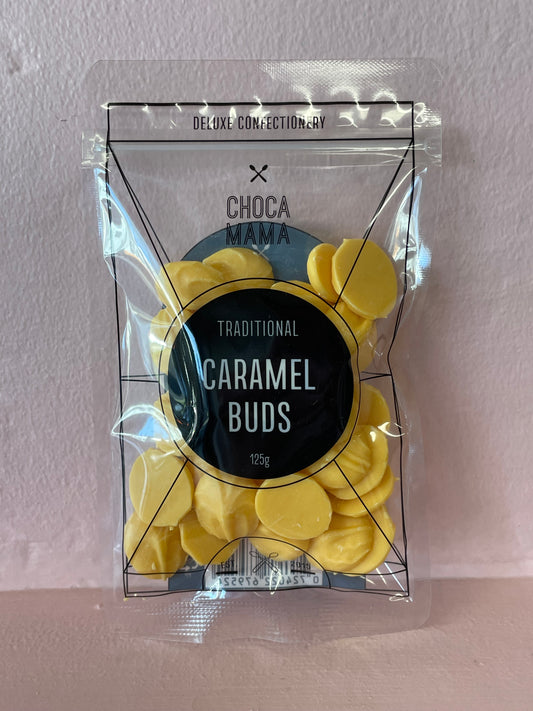 DELUXE CONFECTIONERY
CHOCA
MAMA
TRADITIONAL
CARAMEL
BUDS
125g